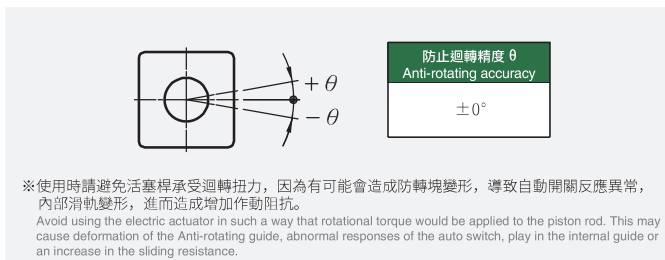 +θ
−θ
防止迴轉精度 θ
Anti-rotating accuracy
±0°
※使用時請避免活塞桿承受迴轉扭力，因為有可能會造成防轉塊變形，導致自動開關反應異常，
內部滑軌變形，進而造成增加作動阻抗。
Avoid using the electric actuator in such a way that rotational torque would be applied to the piston rod. This may
cause deformation of the Anti-rotating guide, abnormal responses of the auto switch, play in the internal guide or
an increase in the sliding resistance.